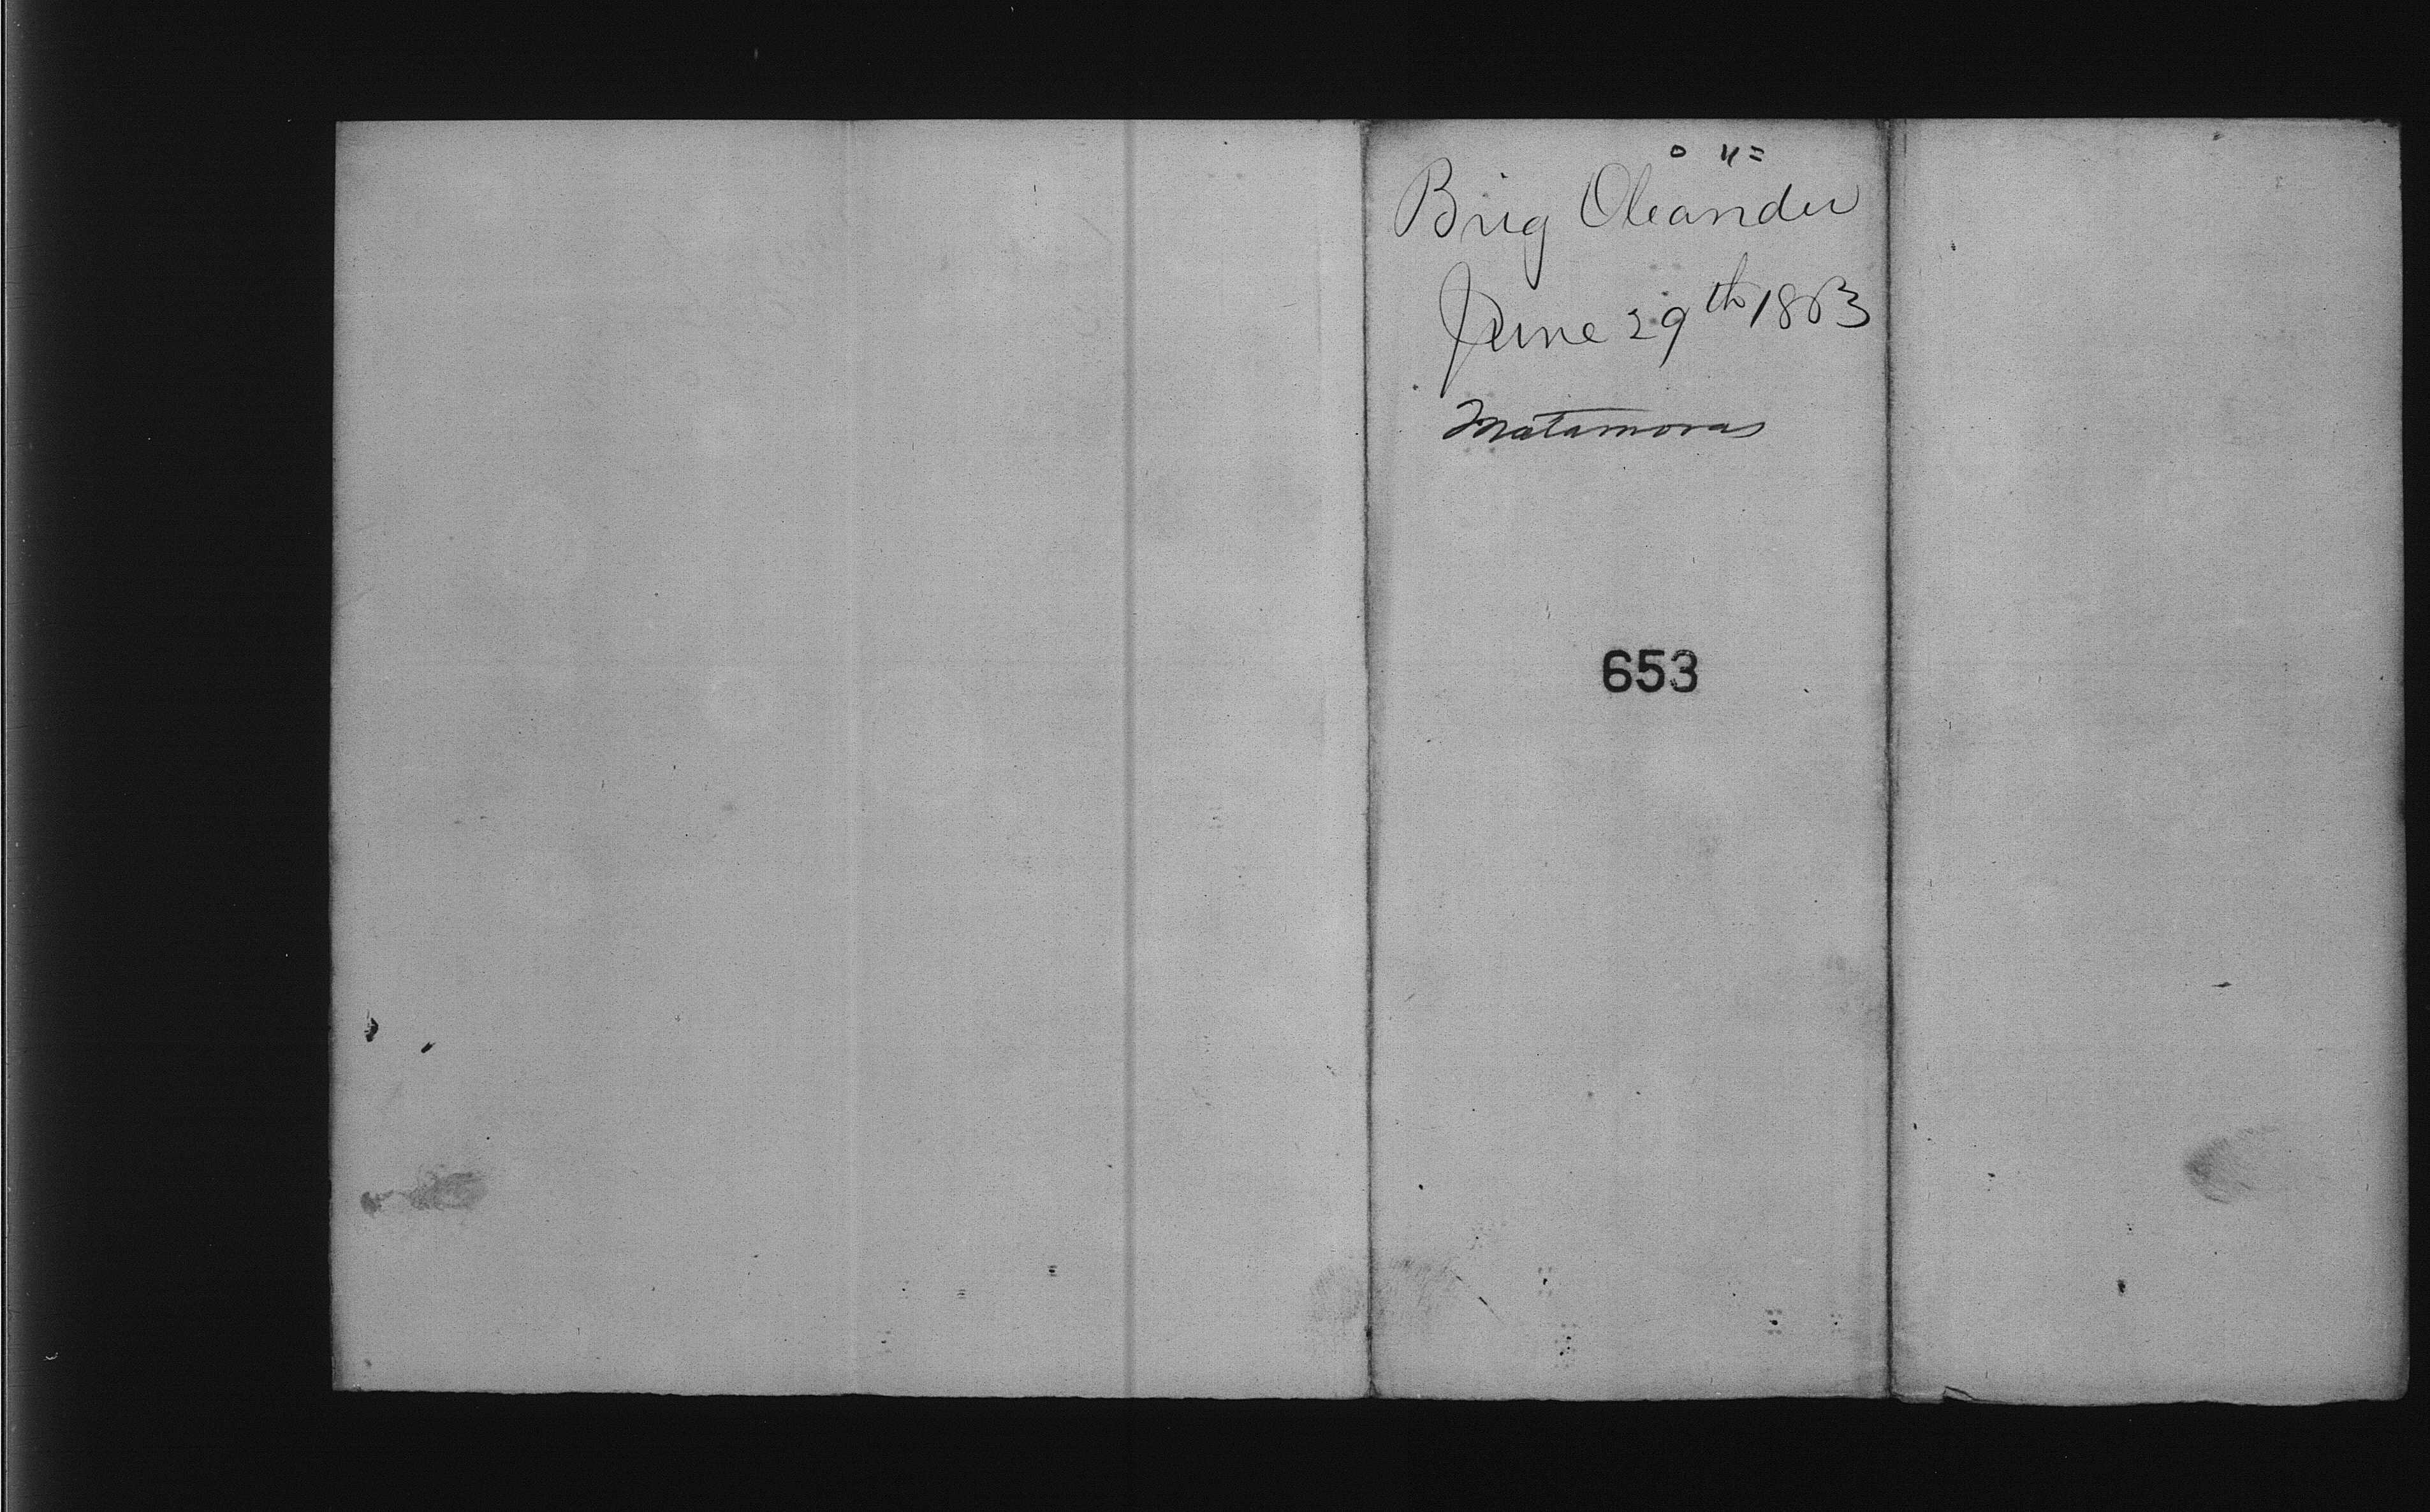 Brig Oleander
June 29th 1863
Matamoras
653